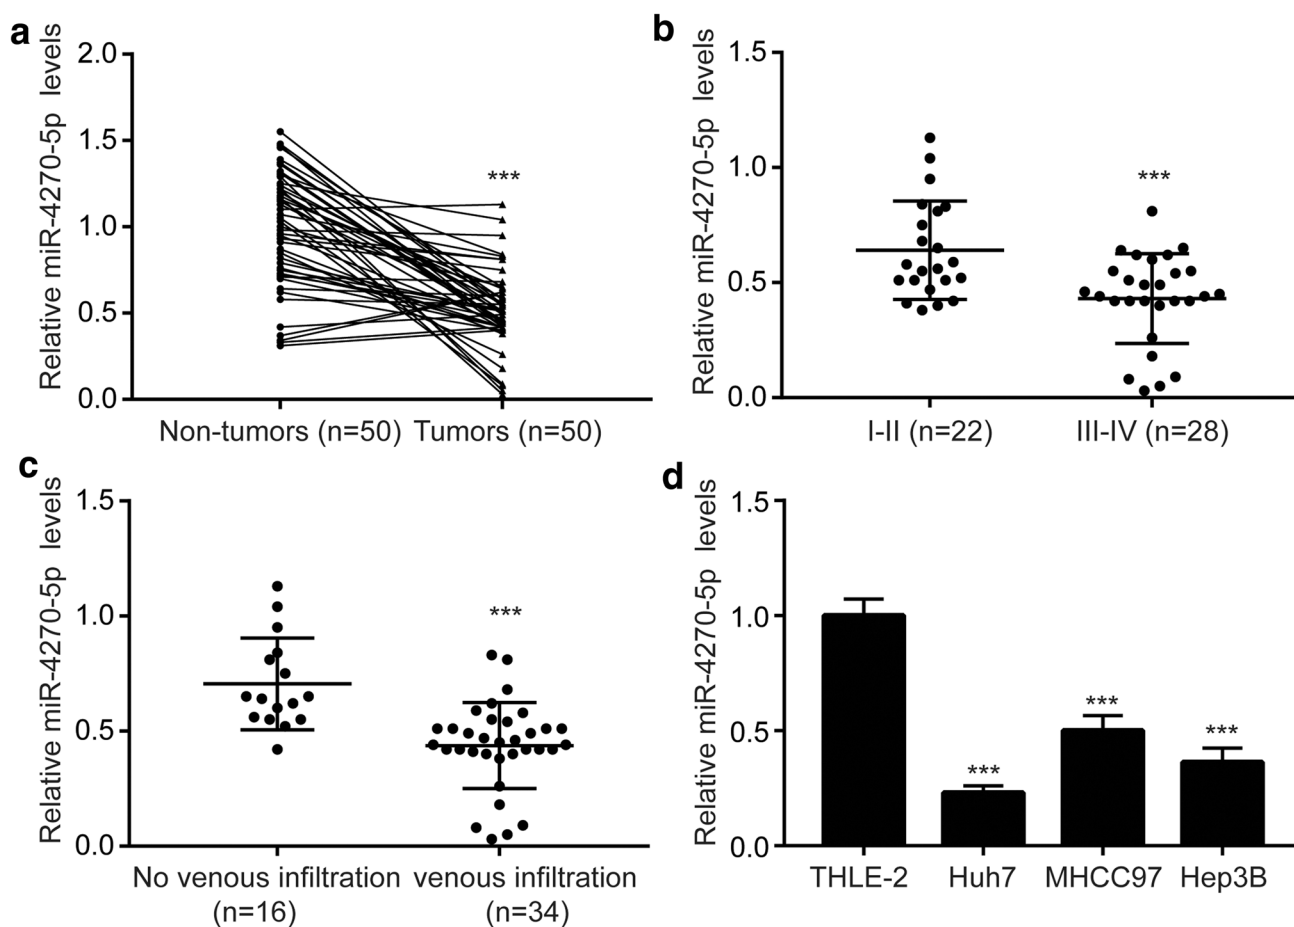 a
Relative miR-4270-5p levels
2.0
1.5
1.0
0.5
0.0
***
Non-tumors (n=50) Tumors (n=50)
b
Relative miR-4270-5p levels
1.5
1.0
0.5
0.0
***
I-II (n=22) III-IV (n=28)
c
Relative miR-4270-5p levels
1.5
1.0
0.5
0.0
***
No venous infiltration venous infiltration
(n=16) (n=34)
d
Relative miR-4270-5p levels
1.5
1.0
0.5
0.0
***
***
***
THLE-2 Huh7 MHCC97 Hep3B